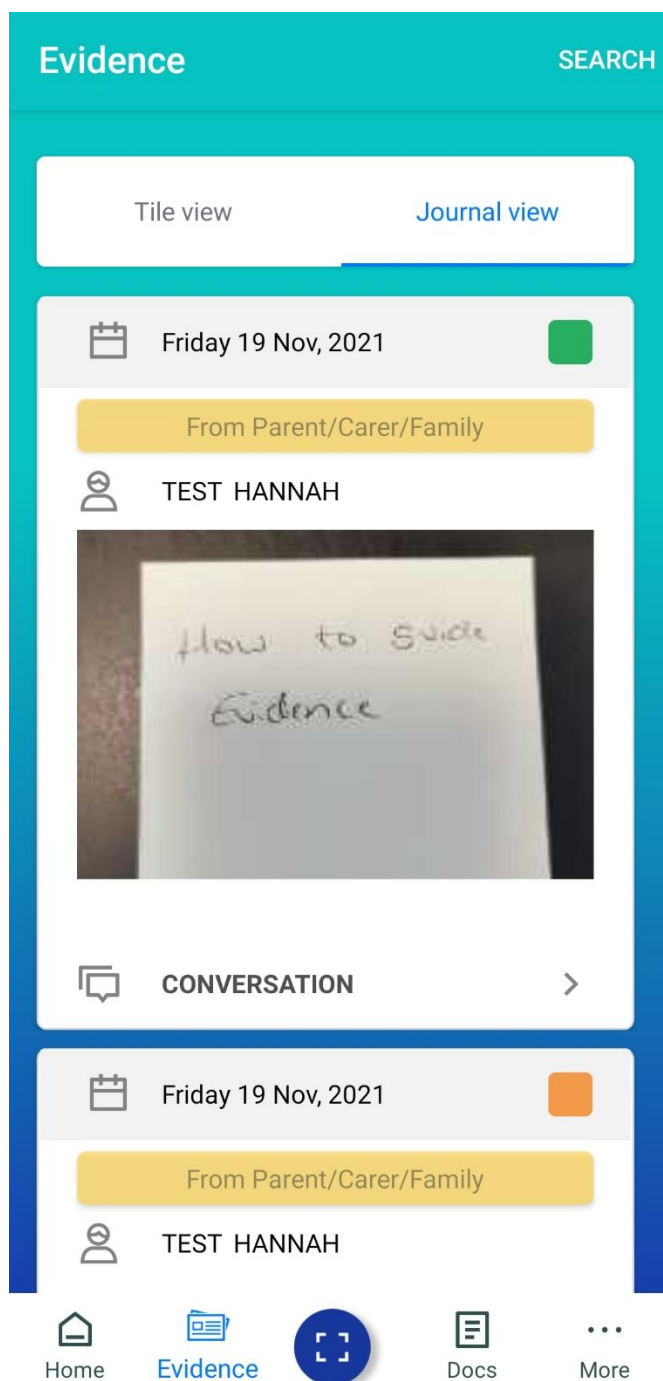 Evidence SEARCH
Tile view Journal view
Friday 19 Nov, 2021
From Parent/Carer/Family
TEST HANNAH
How to guide
Evidence
CONVERSATION
Friday 19 Nov, 2021
From Parent/Carer/Family
TEST HANNAH
Home Evidence Docs More